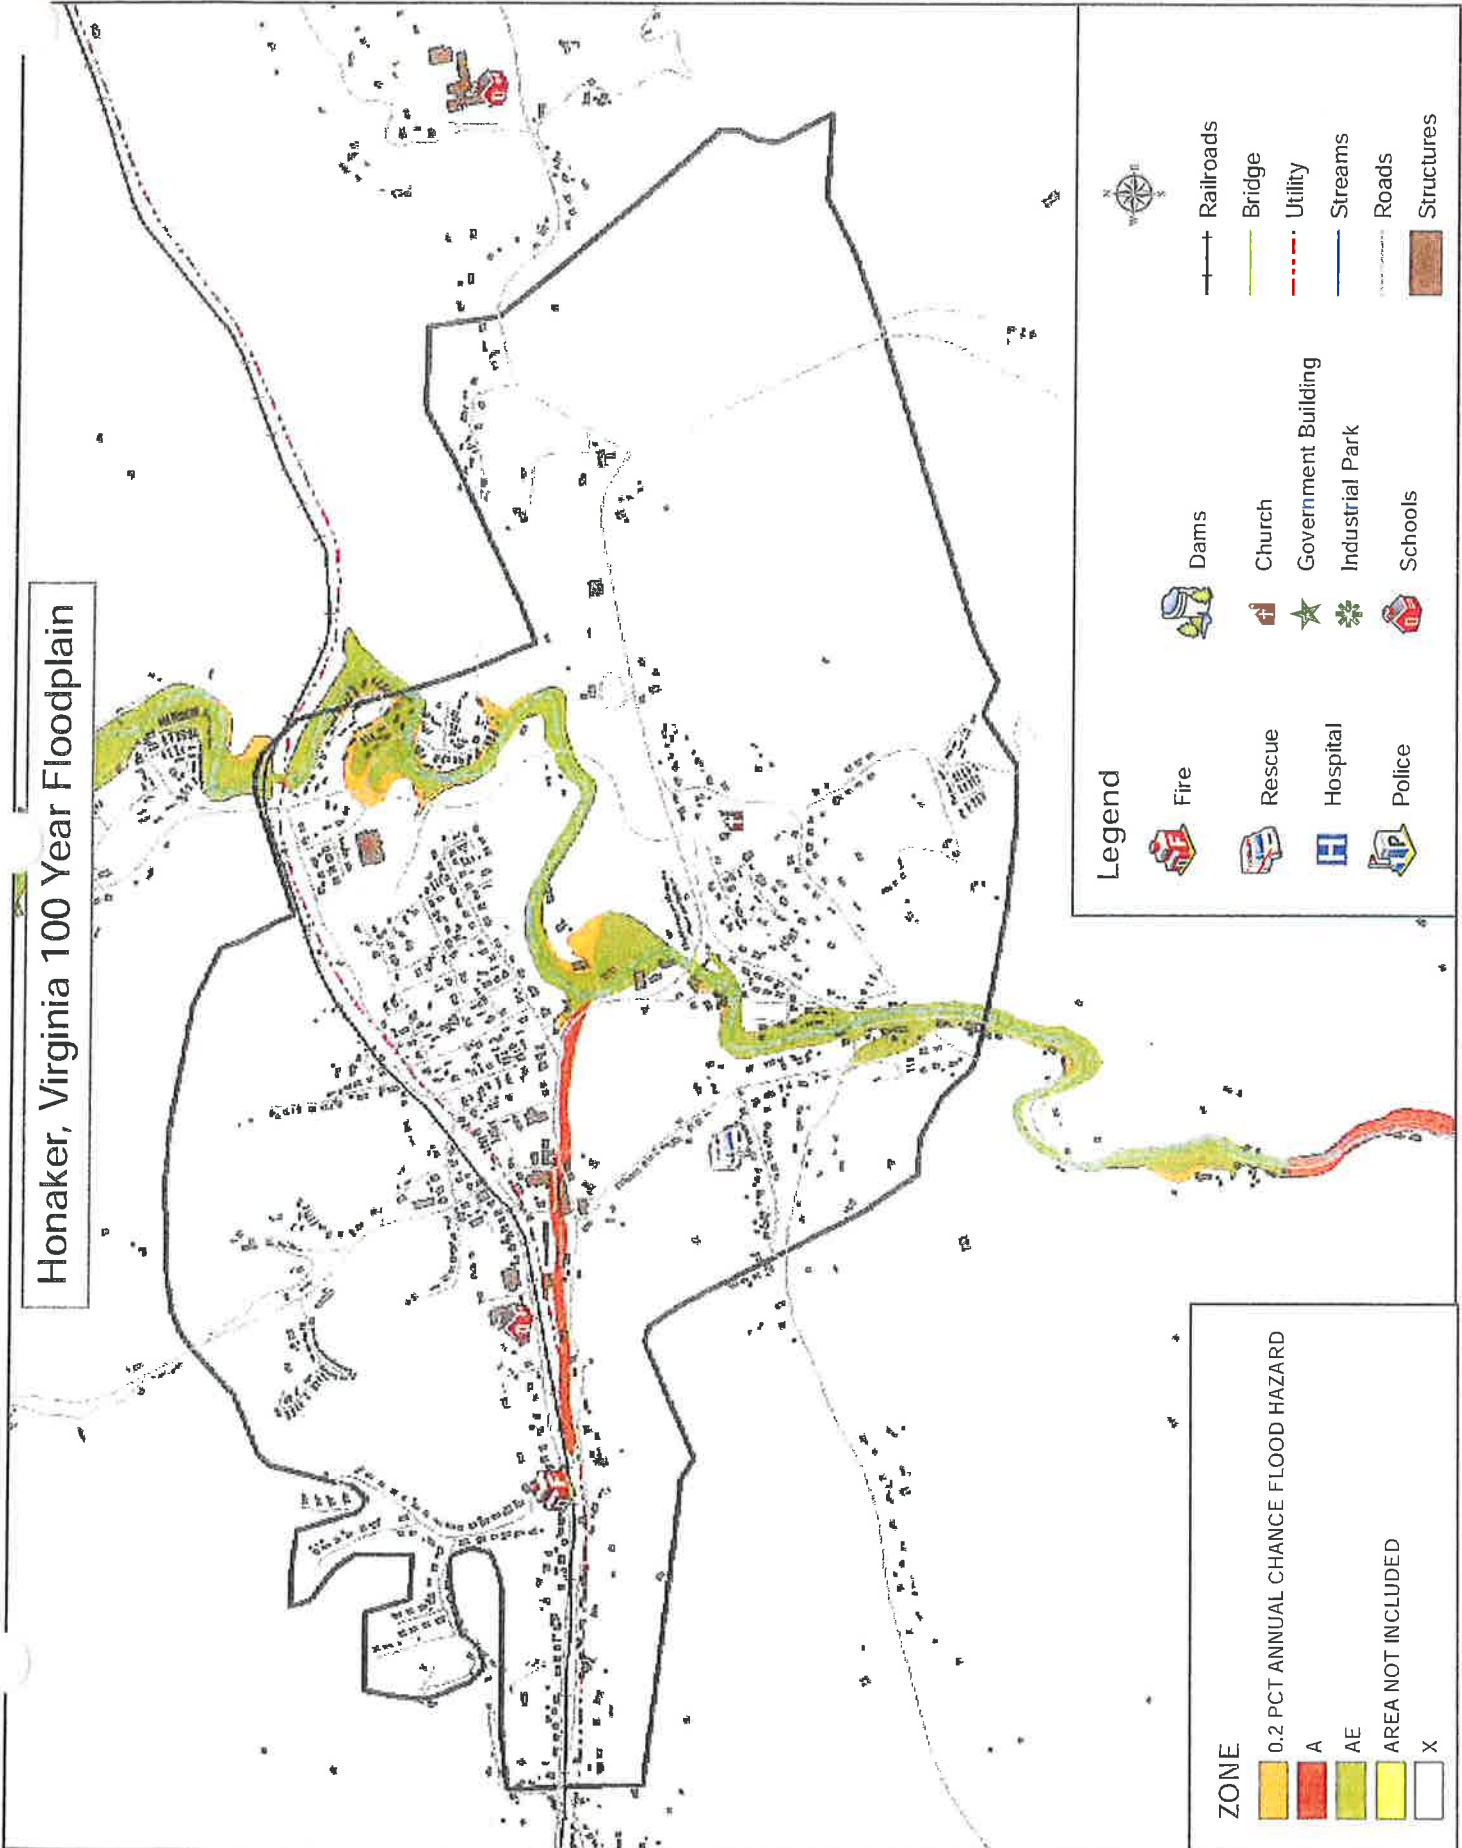 Honaker, Virginia 100 Year Floodplain
ZONE
0.2 PCT ANNUAL CHANCE FLOOD HAZARD
A
AE
AREA NOT INCLUDED
X
Legend
Fire
Rescue
Hospital
Police
Dams
Church
Government Building
Industrial Park
Schools
Railroads
Bridge
Utility
Streams
Roads
Structures
N
W
E
S
F
H
P